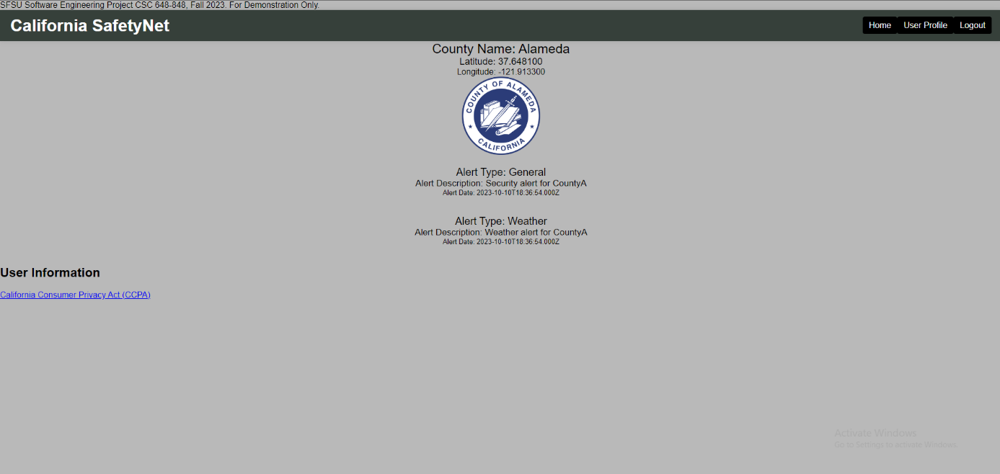 SFSU Software Engineering Project CSC 648-848, Fall 2023. For Demonstration Only.
California SafetyNet
Home
User Profile
Logout
County Name: Alameda
Latitude: 37.648100
Longitude: -121.913300
COUNTY OF ALAMEDA
CALIFORNIA
Alert Type: General
Alert Description: Security alert for CountyA
Alert Date: 2023-10-10T18:36:54.000Z
Alert Type: Weather
Alert Description: Weather alert for CountyA
Alert Date: 2023-10-10T18:36:54.000Z
User Information
California Consumer Privacy Act (CCPA)
Activate Windows
Go to Settings to activate Windows.